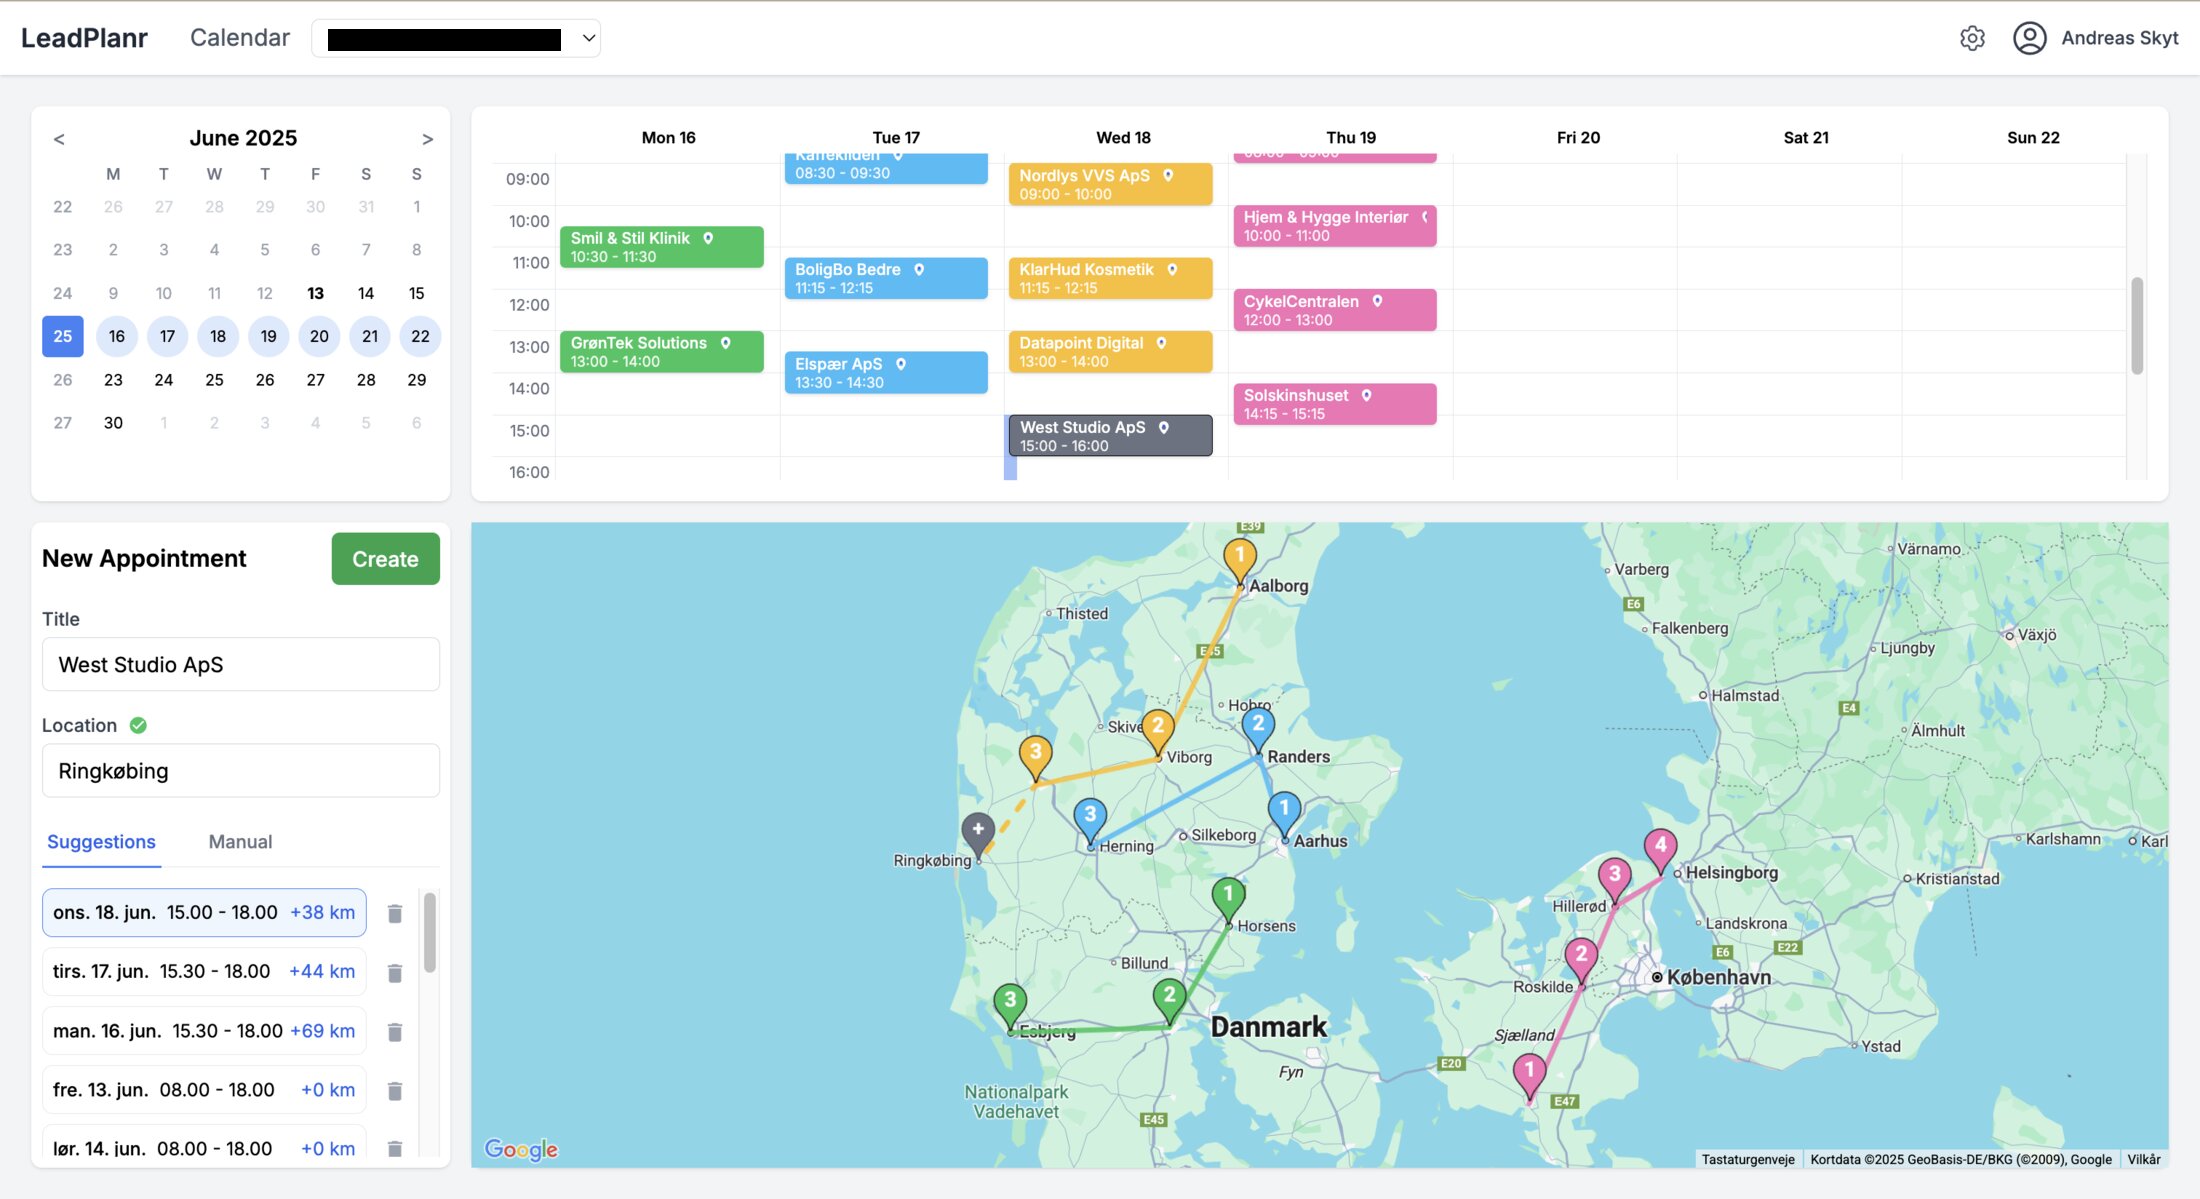 LeadPlanr
Calendar
Andreas Skyt
< June 2025 >
M T W T F S S
22 26 27 28 29 30 31 1
23 2 3 4 5 6 7 8
24 9 10 11 12 13 14 15
25 16 17 18 19 20 21 22
26 23 24 25 26 27 28 29
27 30 1 2 3 4 5 6
Mon 16 Tue 17 Wed 18 Thu 19 Fri 20 Sat 21 Sun 22
09:00
10:00
11:00
12:00
13:00
14:00
15:00
16:00
Smil & Stil Klinik
10:30 - 11:30
GrønTek Solutions
13:00 - 14:00
Kaffekilden
08:30 - 09:30
BoligBo Bedre
11:15 - 12:15
Elspær ApS
13:30 - 14:30
Nordlys VVS ApS
09:00 - 10:00
KlarHud Kosmetik
11:15 - 12:15
Datapoint Digital
13:00 - 14:00
West Studio ApS
15:00 - 16:00
Hjem & Hygge Interiør
10:00 - 11:00
CykelCentralen
12:00 - 13:00
Solskinshuset
14:15 - 15:15
New Appointment
Create
Title
West Studio ApS
Location
Ringkøbing
Suggestions Manual
ons. 18. jun. 15.00 - 18.00 +38 km
tirs. 17. jun. 15.30 - 18.00 +44 km
man. 16. jun. 15.30 - 18.00 +69 km
fre. 13. jun. 08.00 - 18.00 +0 km
lør. 14. jun. 08.00 - 18.00 +0 km
E39
1
Aalborg
Thisted
E45
Hobro
Skive
2
Viborg
2
Randers
3
3
Herning
Silkeborg
1
Aarhus
+
Ringkøbing
1
Horsens
Billund
3
Esbjerg
2
Danmark
Fyn
Nationalpark
Vadehavet
E45
4
3
Helsingborg
Hillerød
Landskrona
E6
E22
2
Roskilde
København
Sjælland
E20
1
E47
Värnamo
Varberg
E6
Falkenberg
Växjö
Ljungby
Halmstad
E4
Älmhult
Karlshamn
Karl
Kristianstad
Ystad
Google
Tastaturgenveje
Kortdata ©2025 GeoBasis-DE/BKG (©2009), Google
Vilkår